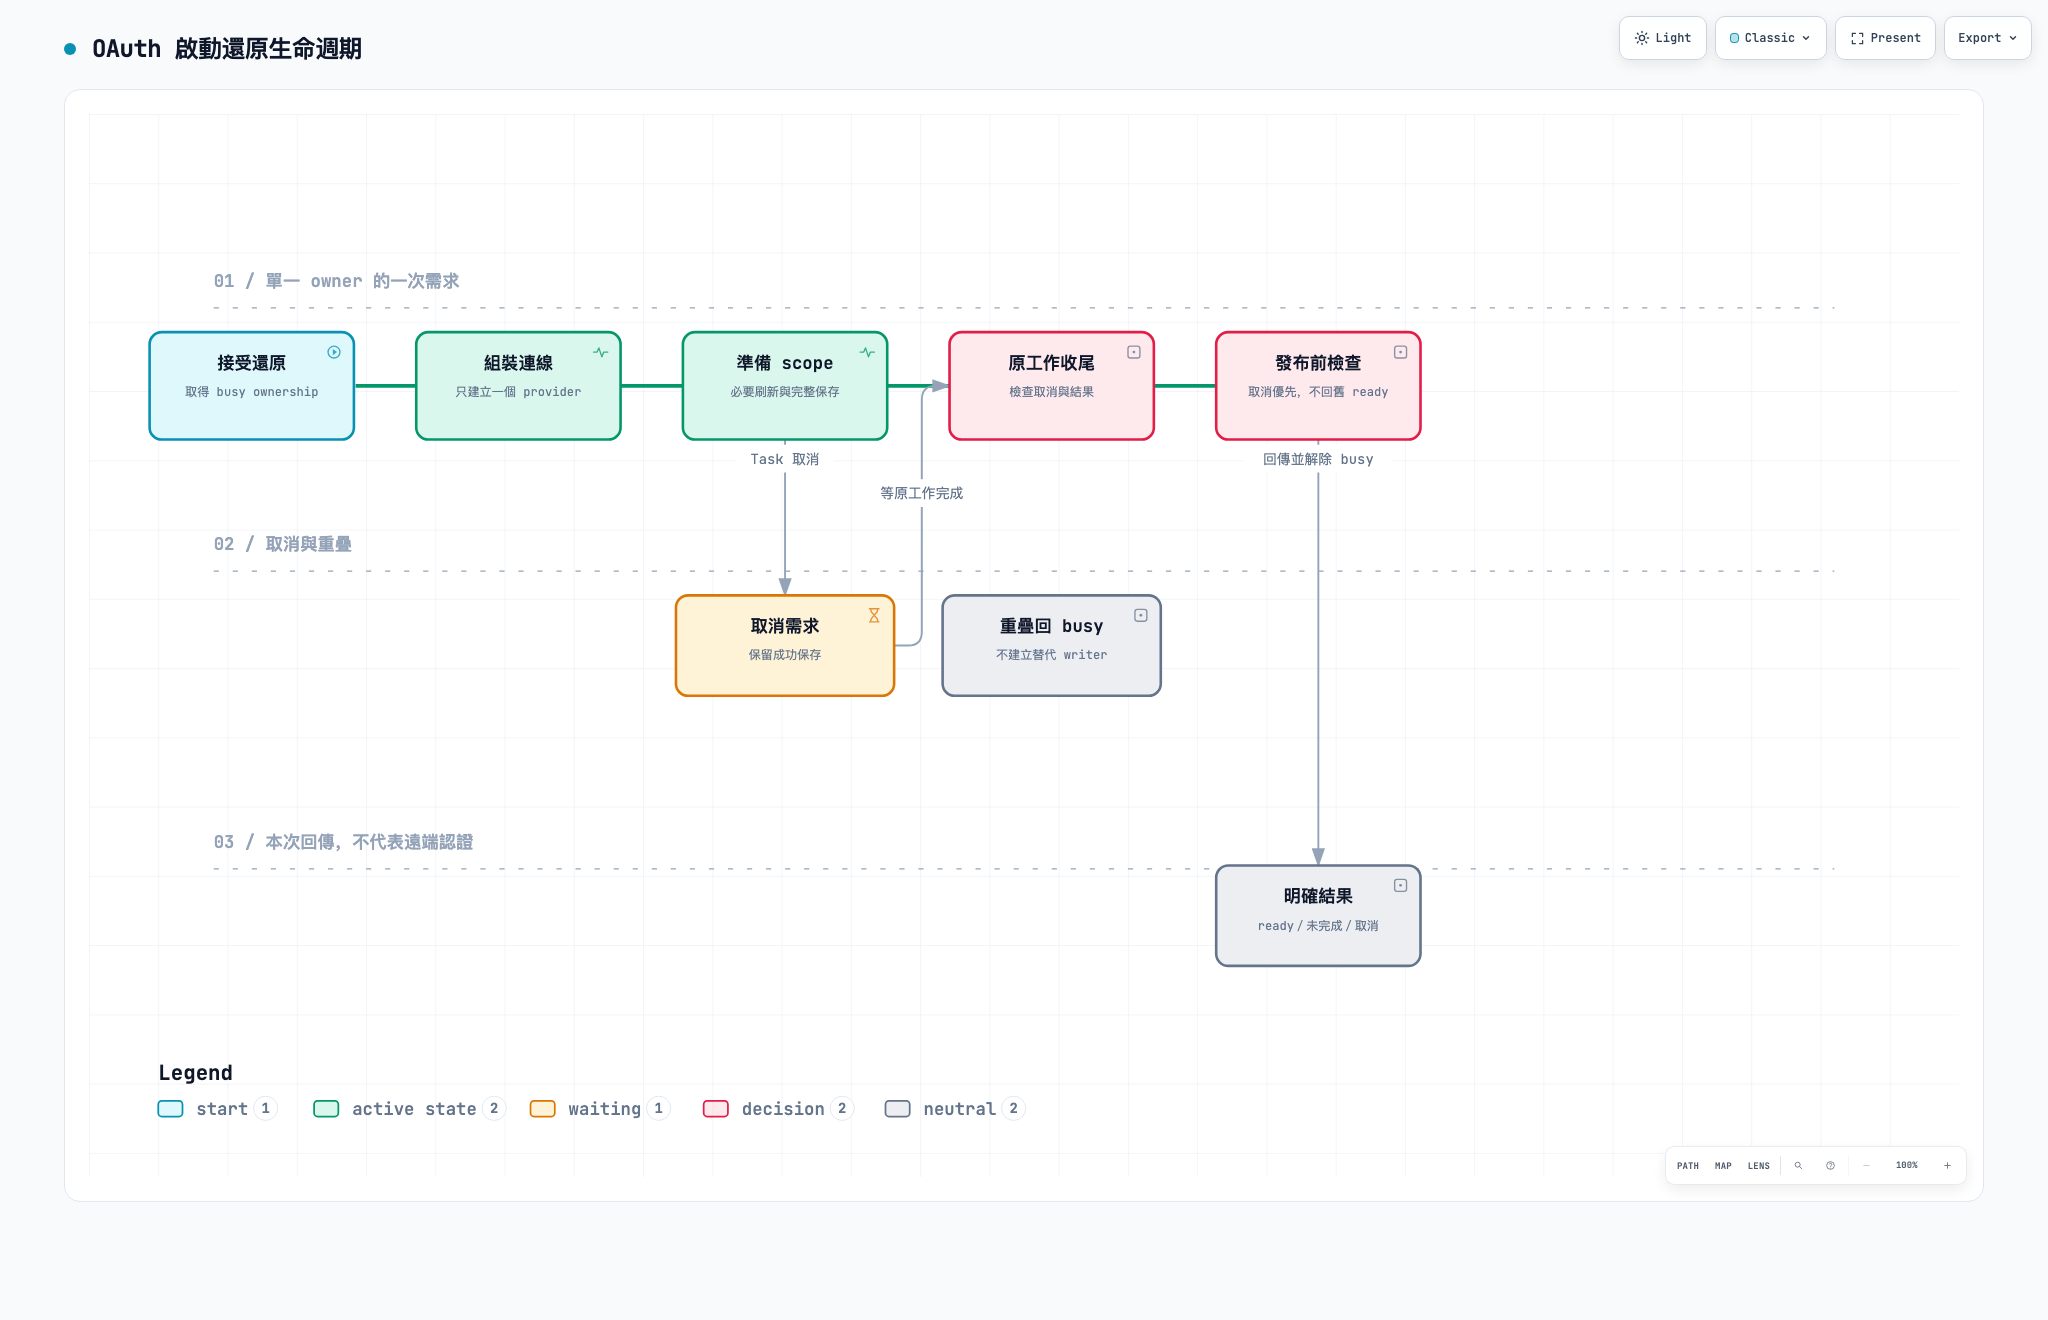 OAuth 啟動還原生命週期
Light
Classic
Present
Export
01 / 單一 owner 的一次需求
接受還原
取得 busy ownership
組裝連線
只建立一個 provider
準備 scope
必要刷新與完整保存
原工作收尾
檢查取消與結果
發布前檢查
取消優先，不回舊 ready
Task 取消
等原工作完成
回傳並解除 busy
02 / 取消與重疊
取消需求
保留成功保存
重疊回 busy
不建立替代 writer
03 / 本次回傳，不代表遠端認證
明確結果
ready / 未完成 / 取消
Legend
start 1
active state 2
waiting 1
decision 2
neutral 2
PATH MAP LENS − 100% +